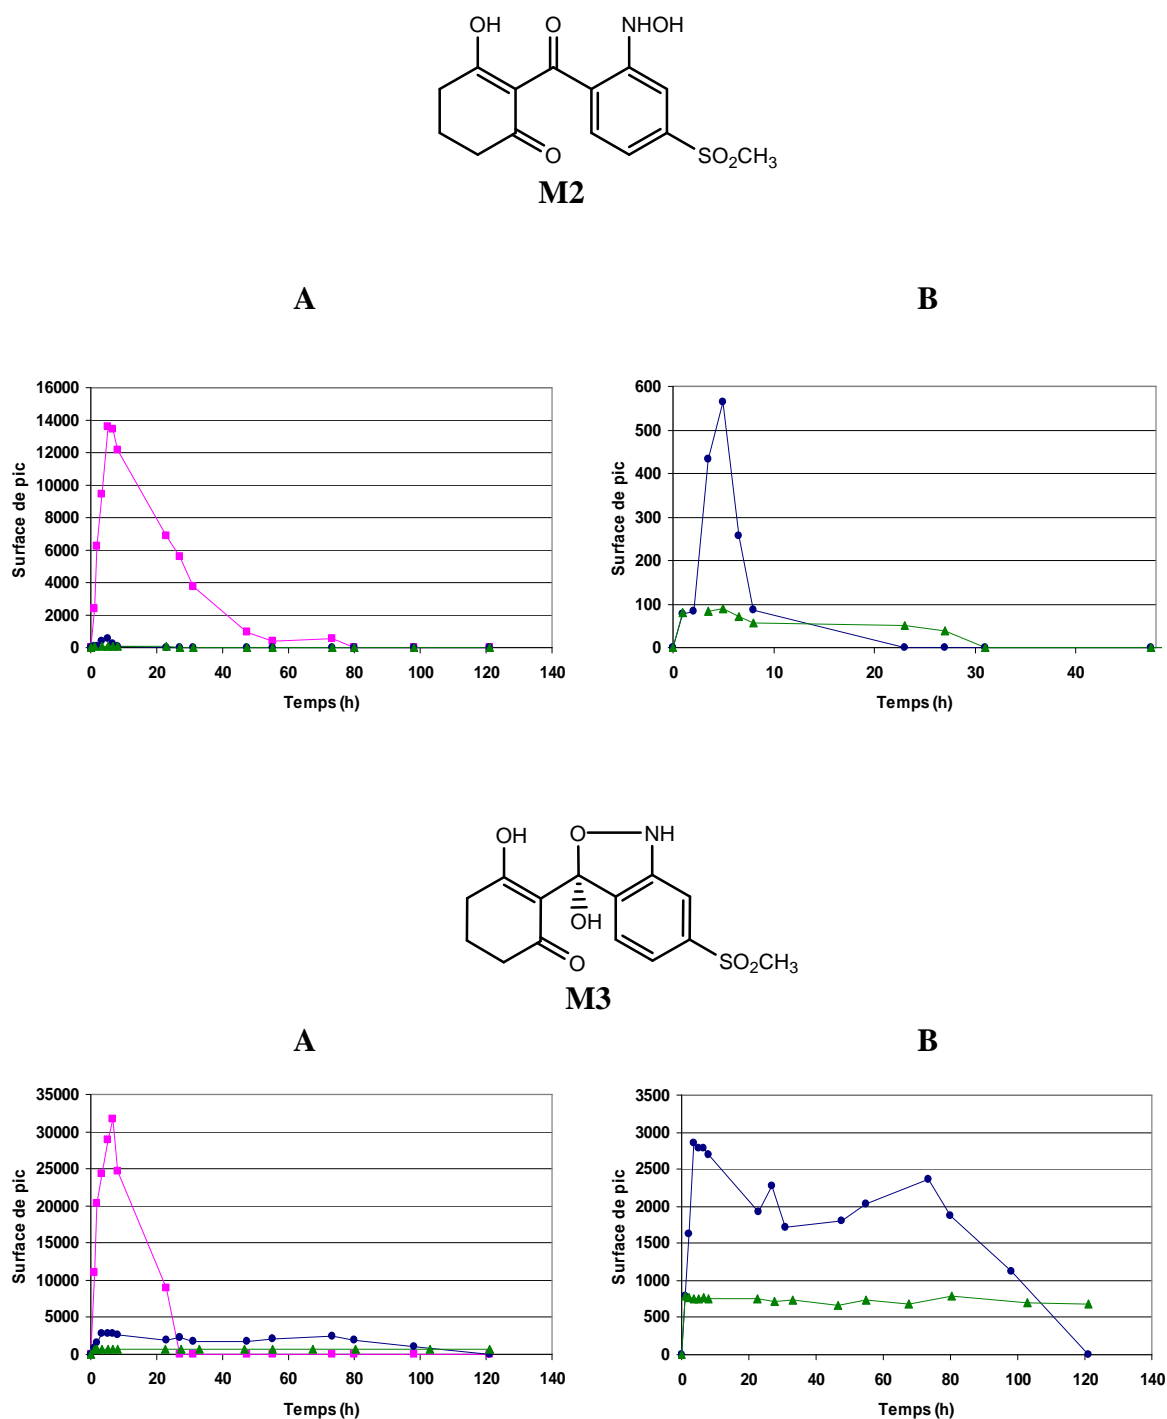 OH O NHOH
O SO2CH3
M2
A B
16000
14000
12000
10000
8000
6000
4000
2000
0
Surface de pic
0 20 40 60 80 100 120 140
Temps (h)
600
500
400
300
200
100
0
Surface de pic
0 10 20 30 40
Temps (h)
OH O NH
OH
O SO2CH3
M3
A B
35000
30000
25000
20000
15000
10000
5000
0
Surface de pic
0 20 40 60 80 100 120 140
Temps (h)
3500
3000
2500
2000
1500
1000
500
0
Surface de pic
0 20 40 60 80 100 120 140
Temps (h)